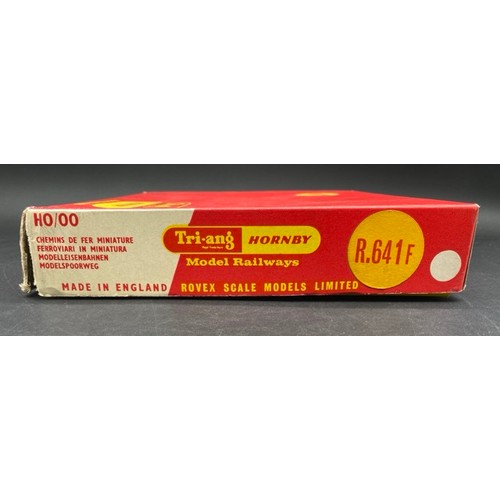 HO/OO
CHEMINS DE FER MINIATURE
FERROVIARI IN MINIATURA
MODELLEISENBAHNEN
MODELSPOORWEG
Tri-ang HORNBY
Model Railways
R.641F
MADE IN ENGLAND ROVEX SCALE MODELS LIMITED